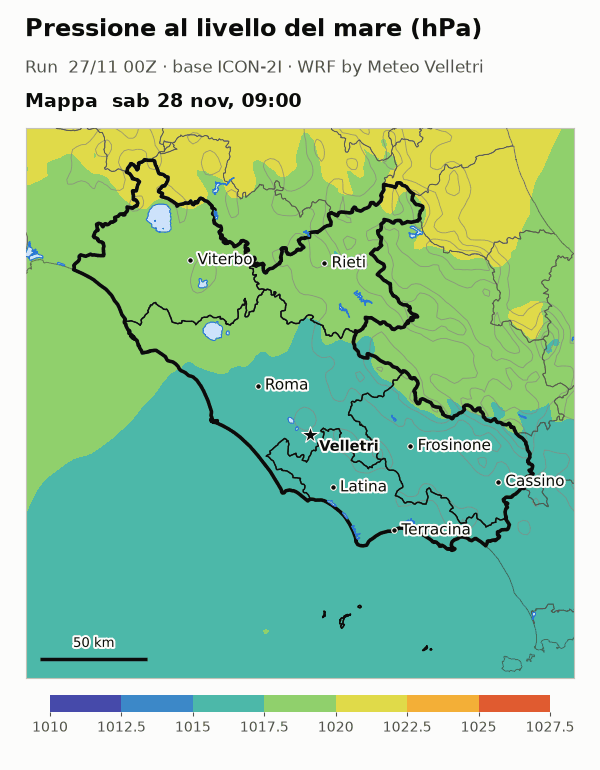 Pressione al livello del mare (hPa)
Run  27/11 00Z · base ICON-2I · WRF by Meteo Velletri
Mappa  sab 28 nov, 09:00
Viterbo
Rieti
Roma
Velletri
Frosinone
Cassino
Latina
Terracina
50 km
1010 1012.5 1015 1017.5 1020 1022.5 1025 1027.5